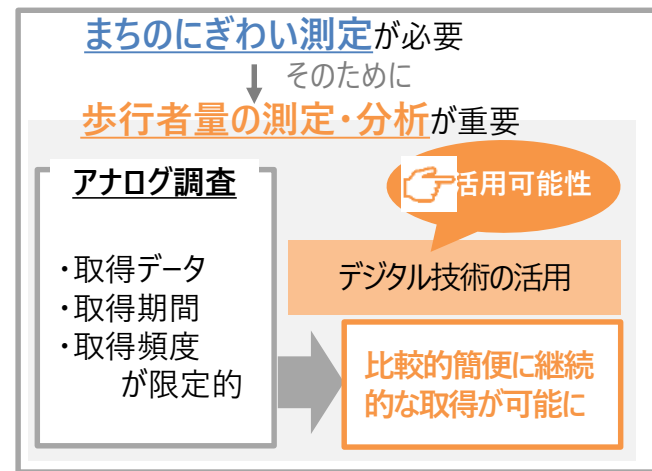 まちのにぎわい測定が必要
そのために
歩行者量の測定・分析が重要
アナログ調査
・取得データ
・取得期間
・取得頻度
が限定的
活用可能性
デジタル技術の活用
比較的簡便に継続
的な取得が可能に